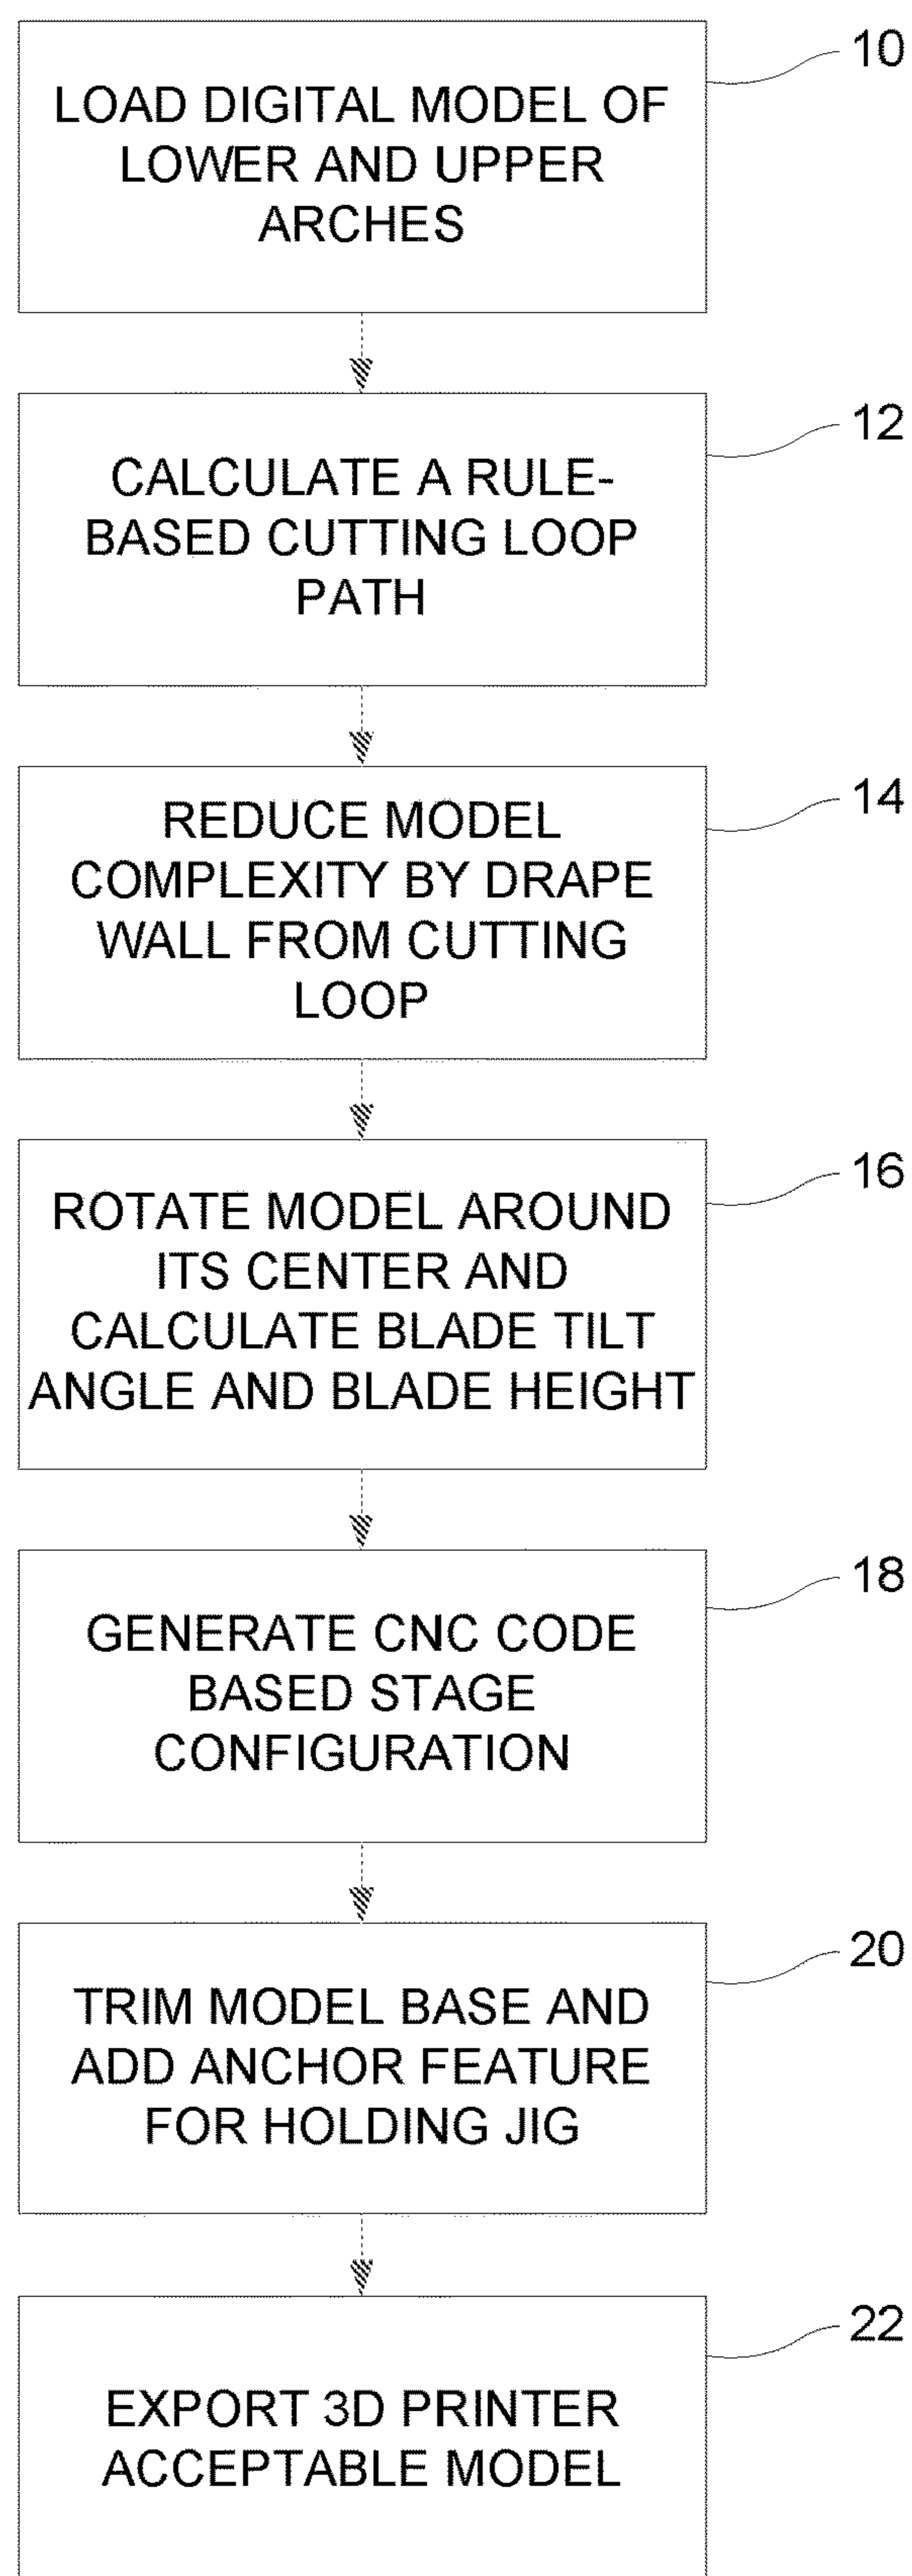 10
LOAD DIGITAL MODEL OF
LOWER AND UPPER
ARCHES
12
CALCULATE A RULE-
BASED CUTTING LOOP
PATH
14
REDUCE MODEL
COMPLEXITY BY DRAPE
WALL FROM CUTTING
LOOP
16
ROTATE MODEL AROUND
ITS CENTER AND
CALCULATE BLADE TILT
ANGLE AND BLADE HEIGHT
18
GENERATE CNC CODE
BASED STAGE
CONFIGURATION
20
TRIM MODEL BASE AND
ADD ANCHOR FEATURE
FOR HOLDING JIG
22
EXPORT 3D PRINTER
ACCEPTABLE MODEL